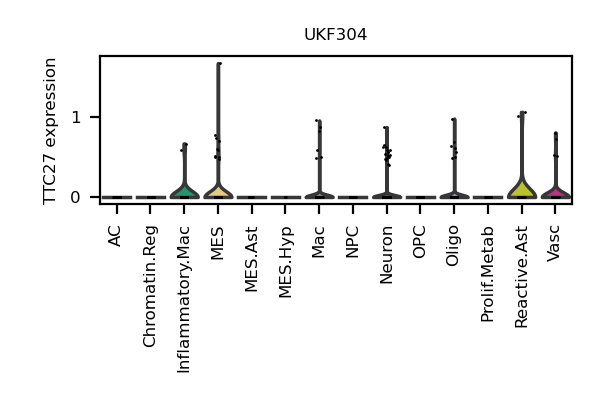 UKF304
TTC27 expression
1
0
AC
Chromatin.Reg
Inflammatory.Mac
MES
MES.Ast
MES.Hyp
Mac
NPC
Neuron
OPC
Oligo
Prolif.Metab
Reactive.Ast
Vasc